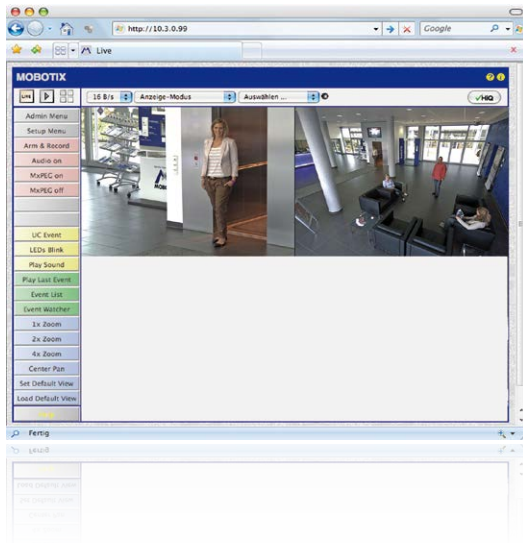 http://10.3.0.99
Google
Live
MOBOTIX
LIVE
16 B/s
Anzeige-Modus
Auswählen ...
HiQ
Admin Menu
Setup Menu
Arm & Record
Audio on
MxPEG on
MxPEG off
UC Event
LEDs Blink
Play Sound
Play Last Event
Event List
Event Watcher
1x Zoom
2x Zoom
4x Zoom
Center Pan
Set Default View
Load Default View
Fertig